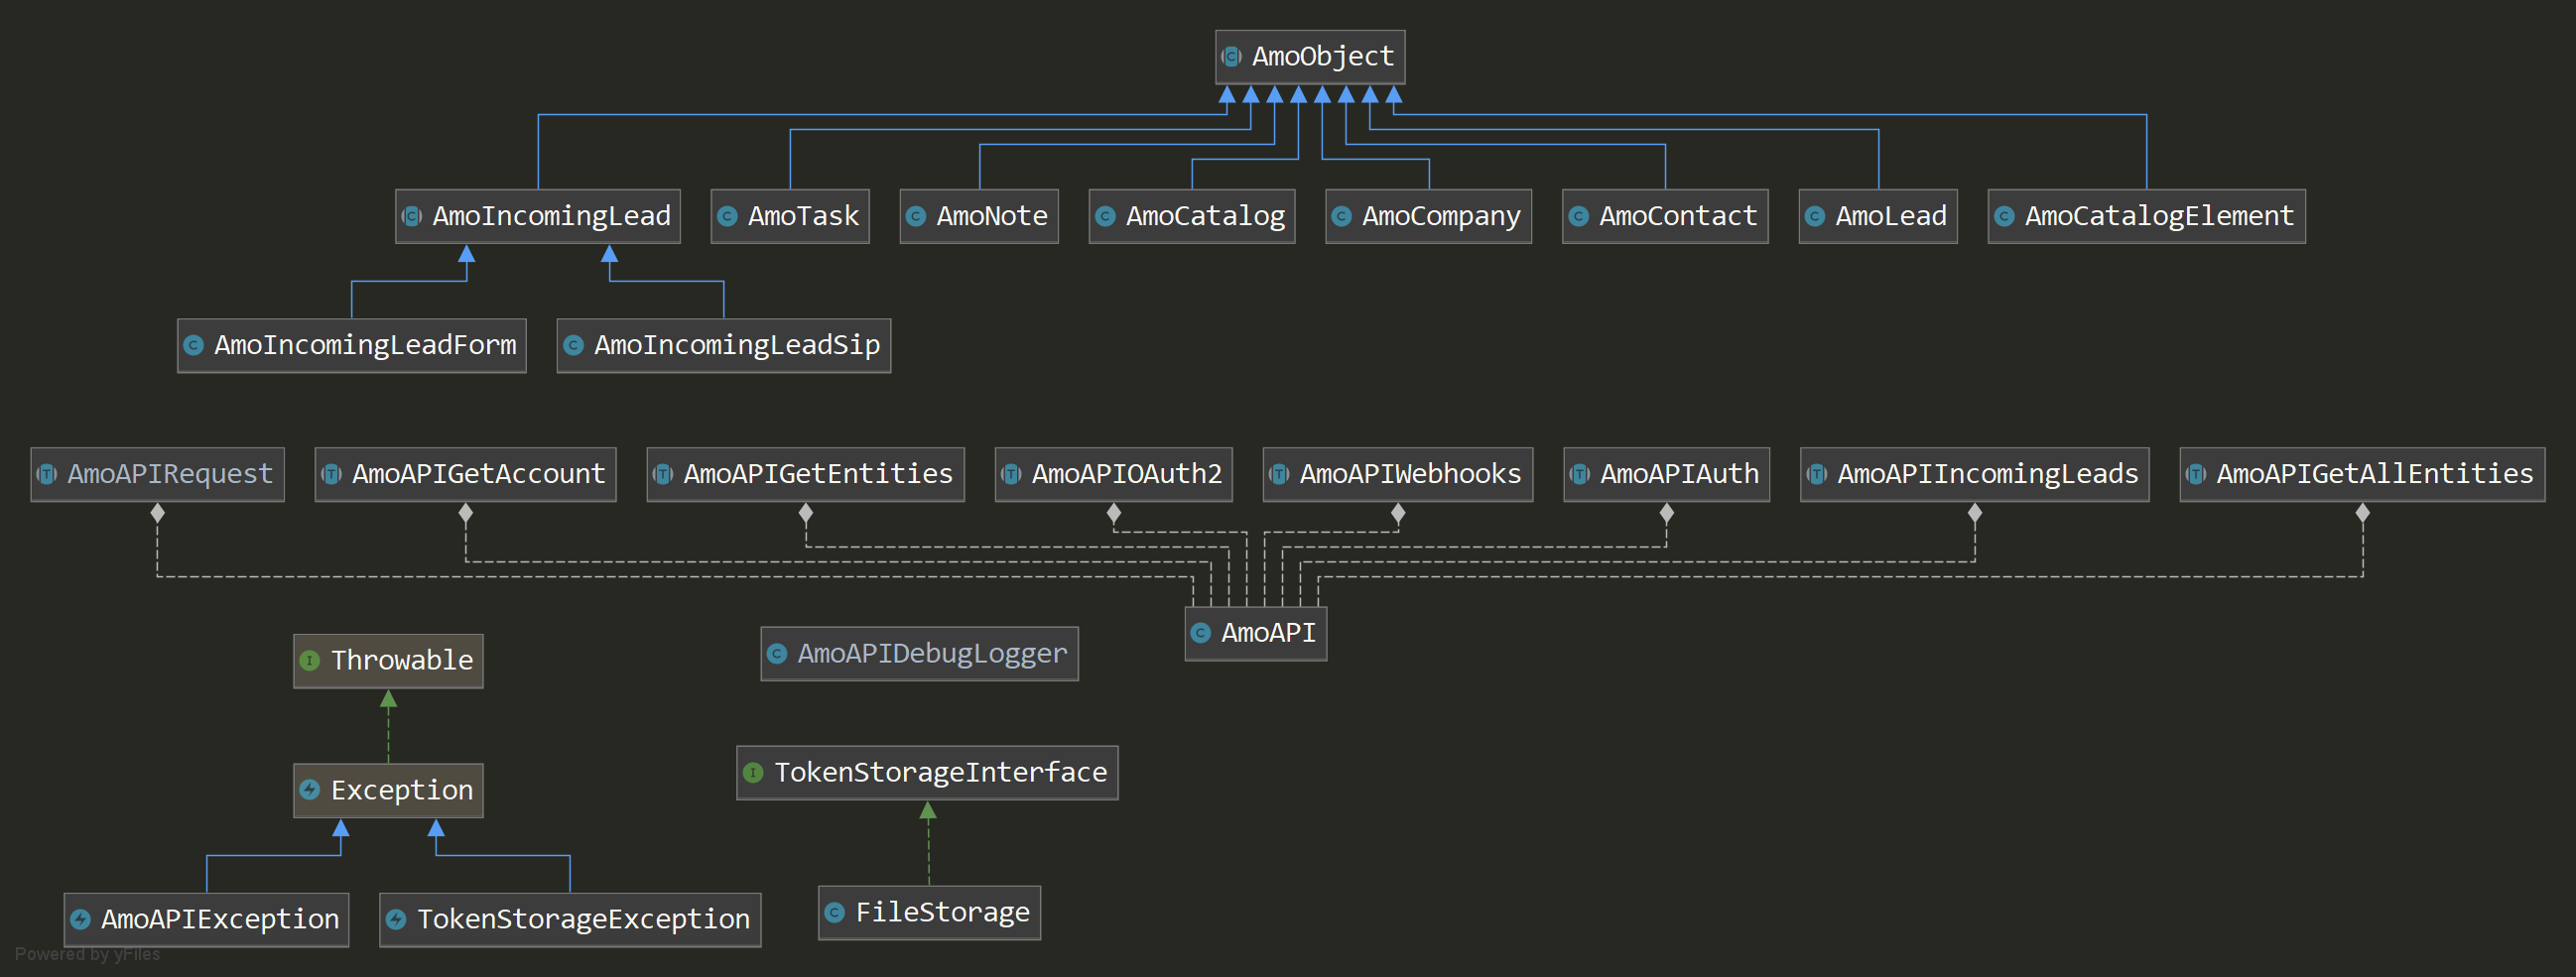 AmoObject
AmoIncomingLead
AmoTask
AmoNote
AmoCatalog
AmoCompany
AmoContact
AmoLead
AmoCatalogElement
AmoIncomingLeadForm
AmoIncomingLeadSip
AmoAPIRequest
AmoAPIGetAccount
AmoAPIGetEntities
AmoAPIOAuth2
AmoAPIWebhooks
AmoAPIAuth
AmoAPIIncomingLeads
AmoAPIGetAllEntities
AmoAPI
Throwable
AmoAPIDebugLogger
Exception
TokenStorageInterface
AmoAPIException
TokenStorageException
FileStorage
Powered by yFiles